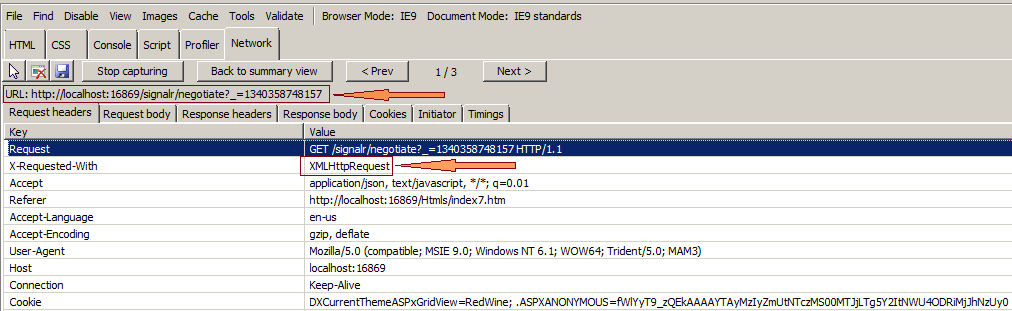 File Find Disable View Images Cache Tools Validate Browser Mode: IE9 Document Mode: IE9 standards
HTML CSS Console Script Profiler Network
Stop capturing Back to summary view < Prev 1 / 3 Next >
URL: http://localhost:16869/signalr/negotiate?_=1340358748157
Request headers Request body Response headers Response body Cookies Initiator Timings
Key Value
Request GET /signalr/negotiate?_=1340358748157 HTTP/1.1
X-Requested-With XMLHttpRequest
Accept application/json, text/javascript, */*; q=0.01
Referer http://localhost:16869/Htmls/index7.htm
Accept-Language en-us
Accept-Encoding gzip, deflate
User-Agent Mozilla/5.0 (compatible; MSIE 9.0; Windows NT 6.1; WOW64; Trident/5.0; MAM3)
Host localhost:16869
Connection Keep-Alive
Cookie DXCurrentThemeASPxGridView=RedWine; .ASPXANONYMOUS=fWlYyT9_zQEkAAAAYTAyMzIyZmUtNTczMS00MTJjLTg5Y2ItNWU4ODRiMjJhNzUy0